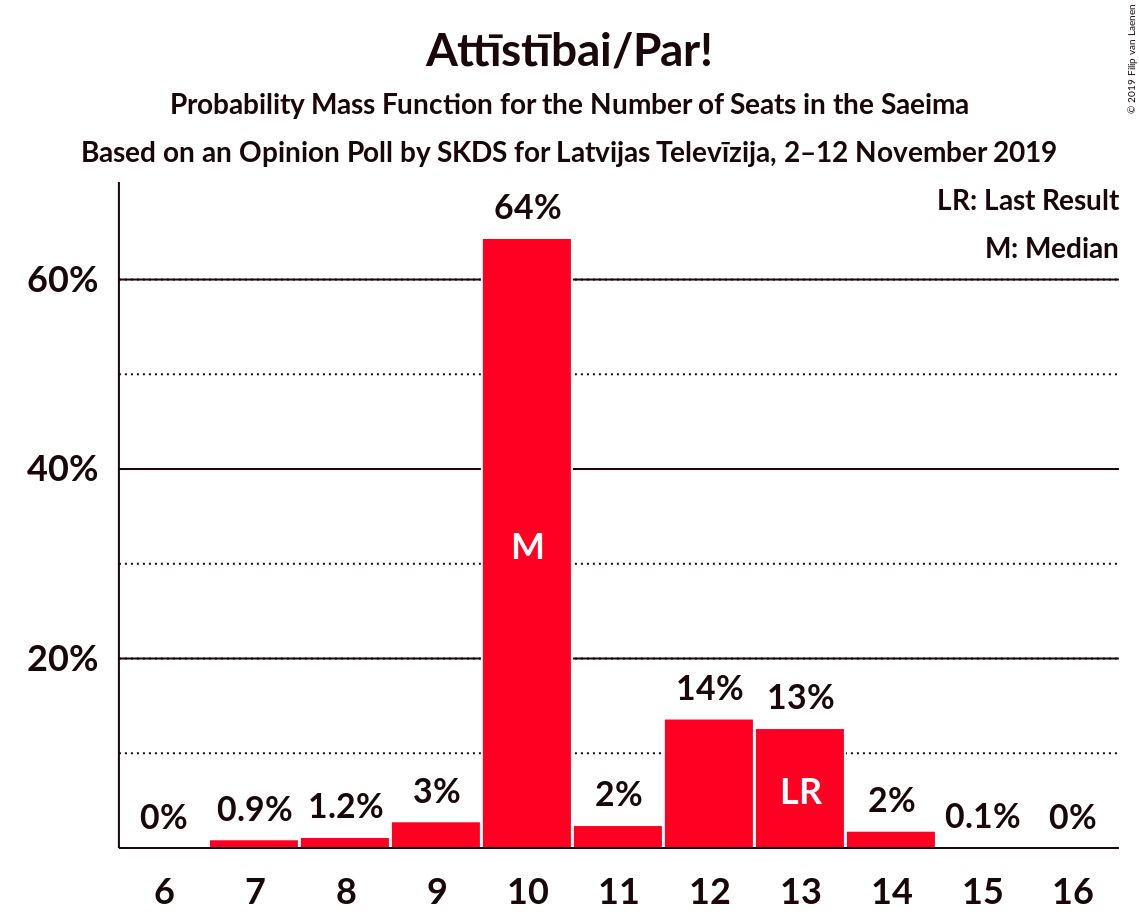 Attīstībai/Par!
Probability Mass Function for the Number of Seats in the Saeima
Based on an Opinion Poll by SKDS for Latvijas Televīzija, 2–12 November 2019
© 2019 Filip van Laenen
LR: Last Result
M: Median
60%
40%
20%
0%
0.9%
1.2%
3%
64%
2%
14%
13%
2%
0.1%
0%
M
LR
6 7 8 9 10 11 12 13 14 15 16